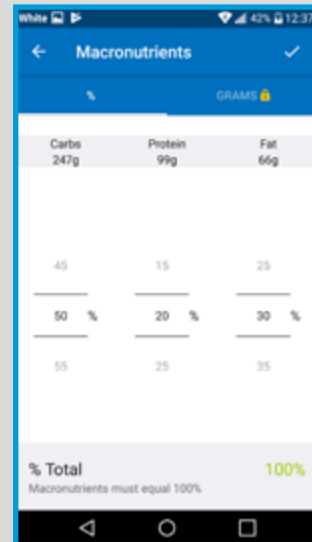 White 42% 12:37
Macronutrients
% GRAMS
Carbs Protein Fat
247g 99g 66g
45 15 25
50 % 20 % 30 %
55 25 35
% Total 100%
Macronutrients must equal 100%